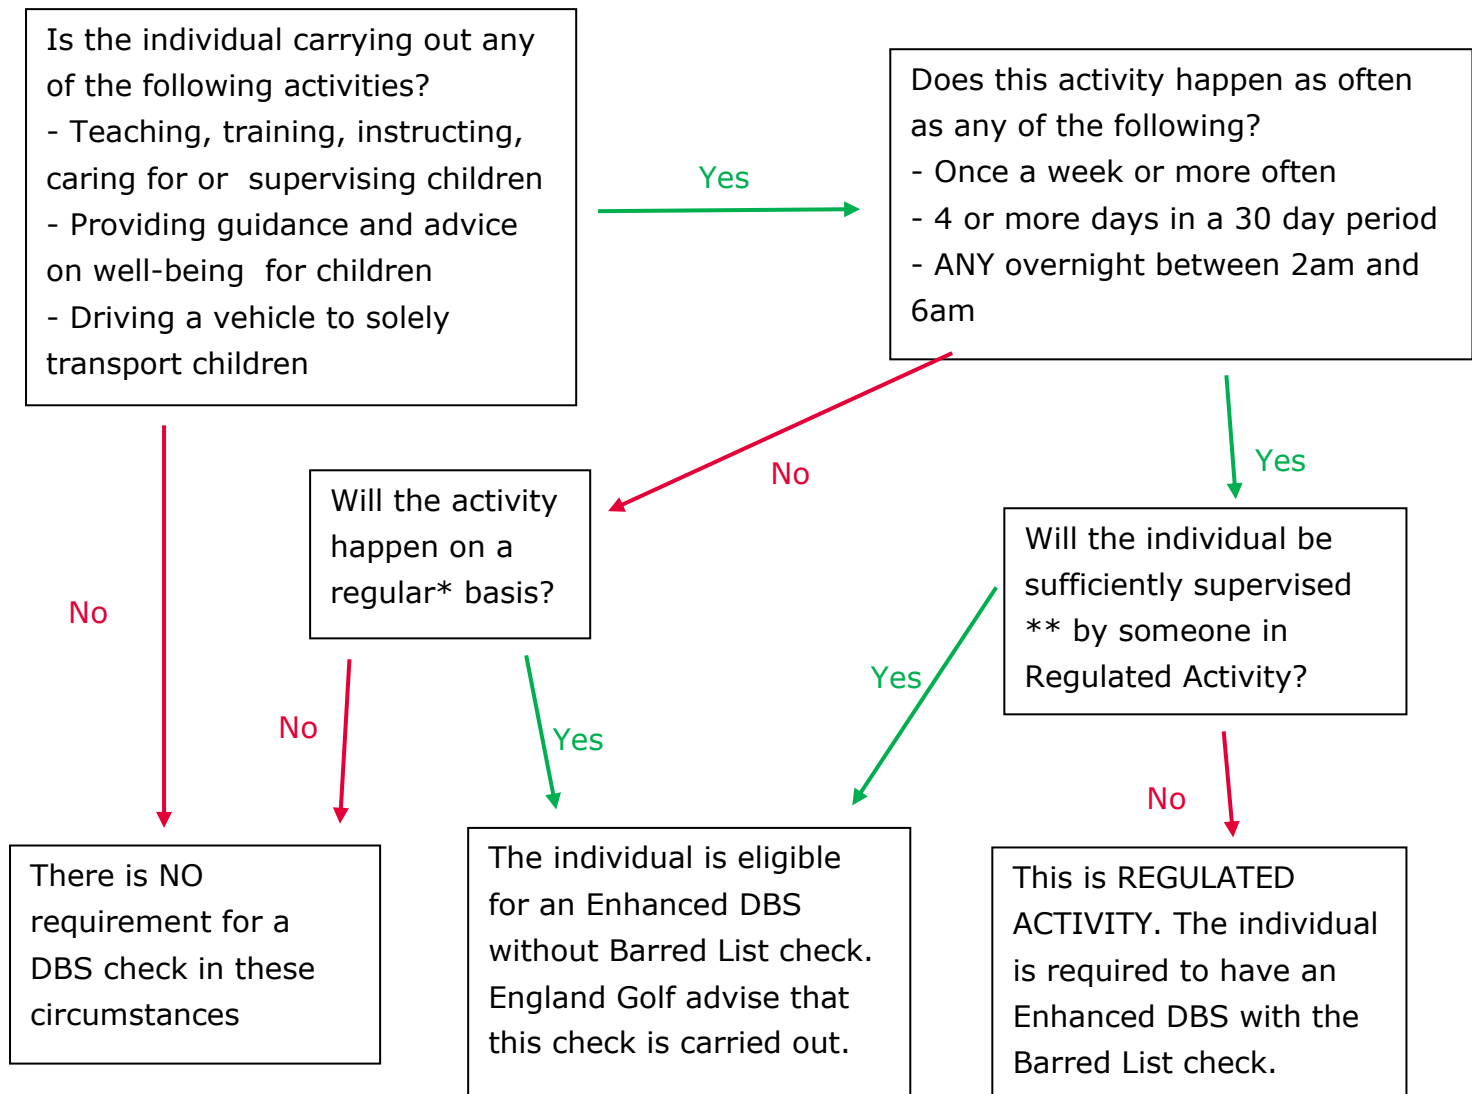 Is the individual carrying out any
of the following activities?
- Teaching, training, instructing,
caring for or  supervising children
- Providing guidance and advice
on well-being  for children
- Driving a vehicle to solely
transport children
Yes
Does this activity happen as often
as any of the following?
- Once a week or more often
- 4 or more days in a 30 day period
- ANY overnight between 2am and
6am
No
Yes
Will the activity
happen on a
regular* basis?
Will the individual be
sufficiently supervised
** by someone in
Regulated Activity?
No
No
Yes
Yes
No
There is NO
requirement for a
DBS check in these
circumstances
The individual is eligible
for an Enhanced DBS
without Barred List check.
England Golf advise that
this check is carried out.
This is REGULATED
ACTIVITY. The individual
is required to have an
Enhanced DBS with the
Barred List check.